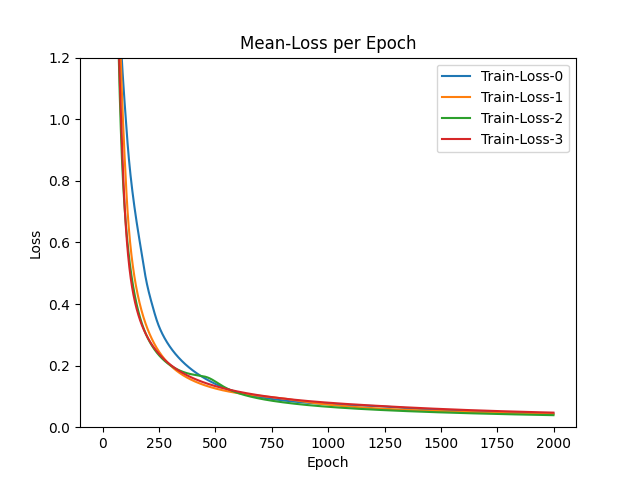 Mean-Loss per Epoch
Loss
1.2
1.0
0.8
0.6
0.4
0.2
0.0
Train-Loss-0
Train-Loss-1
Train-Loss-2
Train-Loss-3
0 250 500 750 1000 1250 1500 1750 2000
Epoch